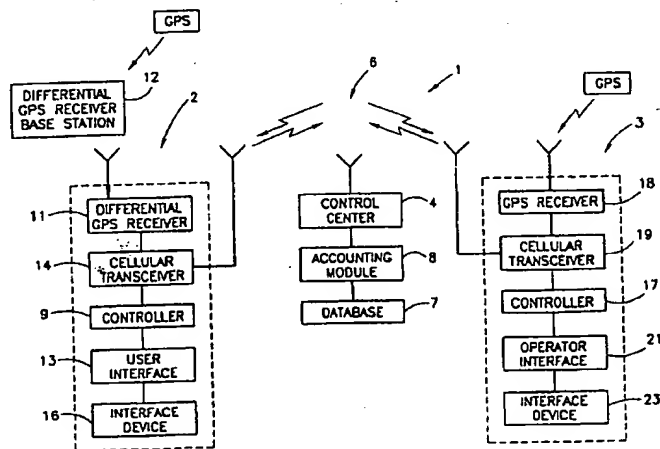 GPS
12
DIFFERENTIAL
GPS RECEIVER
BASE STATION
2
6
1
GPS
3
11
DIFFERENTIAL
GPS RECEIVER
14
CELLULAR
TRANSCEIVER
9
CONTROLLER
13
USER
INTERFACE
16
INTERFACE
DEVICE
CONTROL
CENTER
4
ACCOUNTING
MODULE
8
DATABASE
7
GPS RECEIVER
18
CELLULAR
TRANSCEIVER
19
CONTROLLER
17
OPERATOR
INTERFACE
21
INTERFACE
DEVICE
23